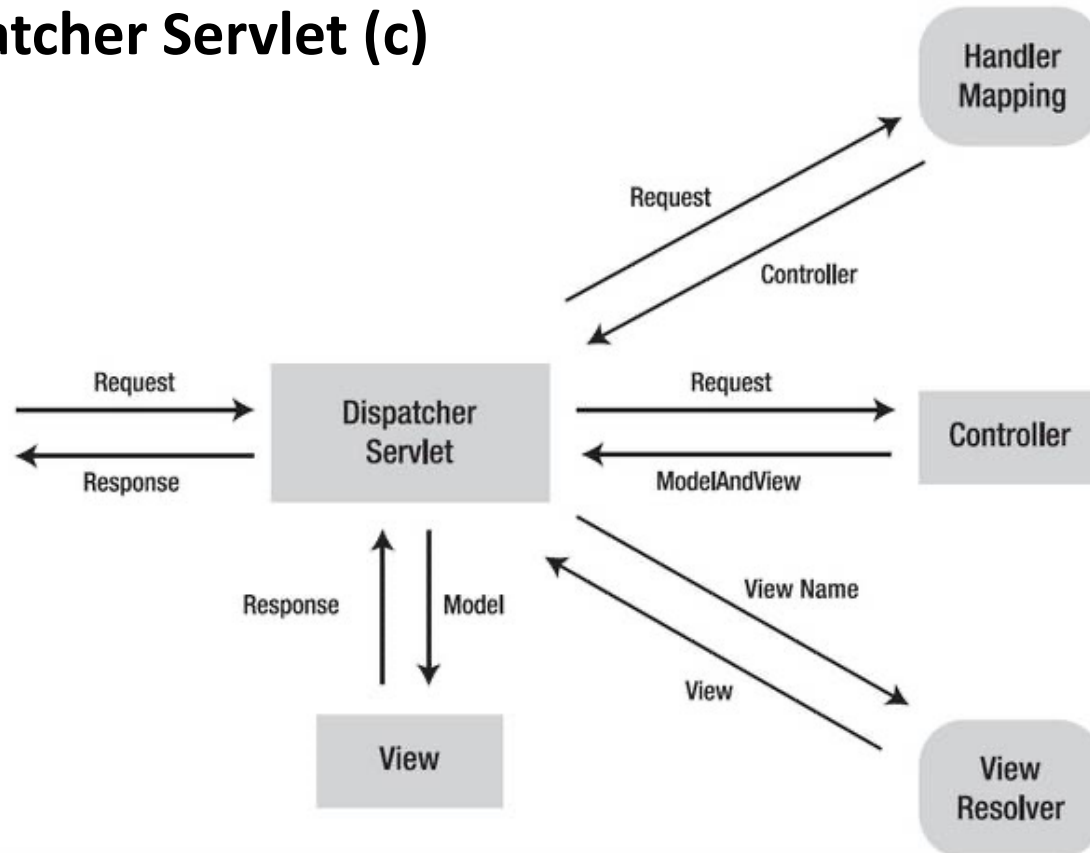 atcher Servlet (c)
Handler
Mapping
Request
Controller
Request
Response
Dispatcher
Servlet
Request
ModelAndView
Controller
Response
Model
View Name
View
View
View
Resolver